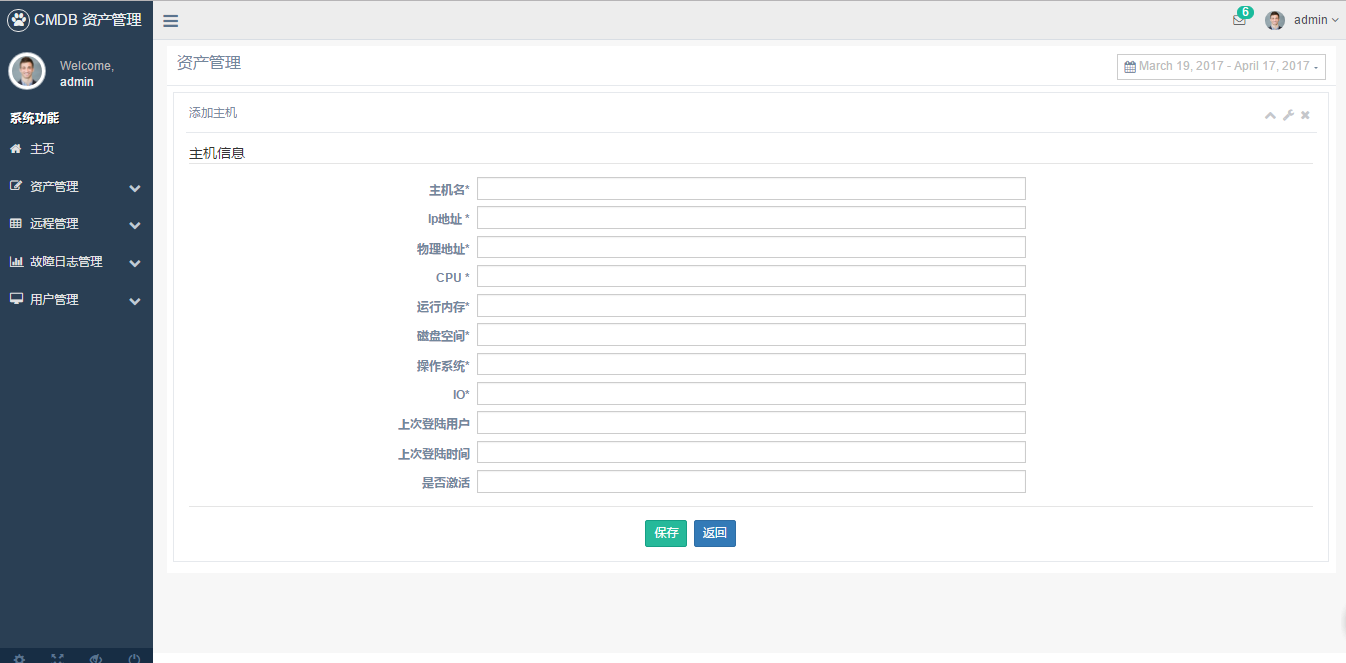 CMDB 资产管理
6
admin
Welcome,
admin
系统功能
主页
资产管理
远程管理
故障日志管理
用户管理
资产管理
March 19, 2017 - April 17, 2017
添加主机
主机信息
主机名*
Ip地址 *
物理地址*
CPU *
运行内存*
磁盘空间*
操作系统*
IO*
上次登陆用户
上次登陆时间
是否激活
保存 返回